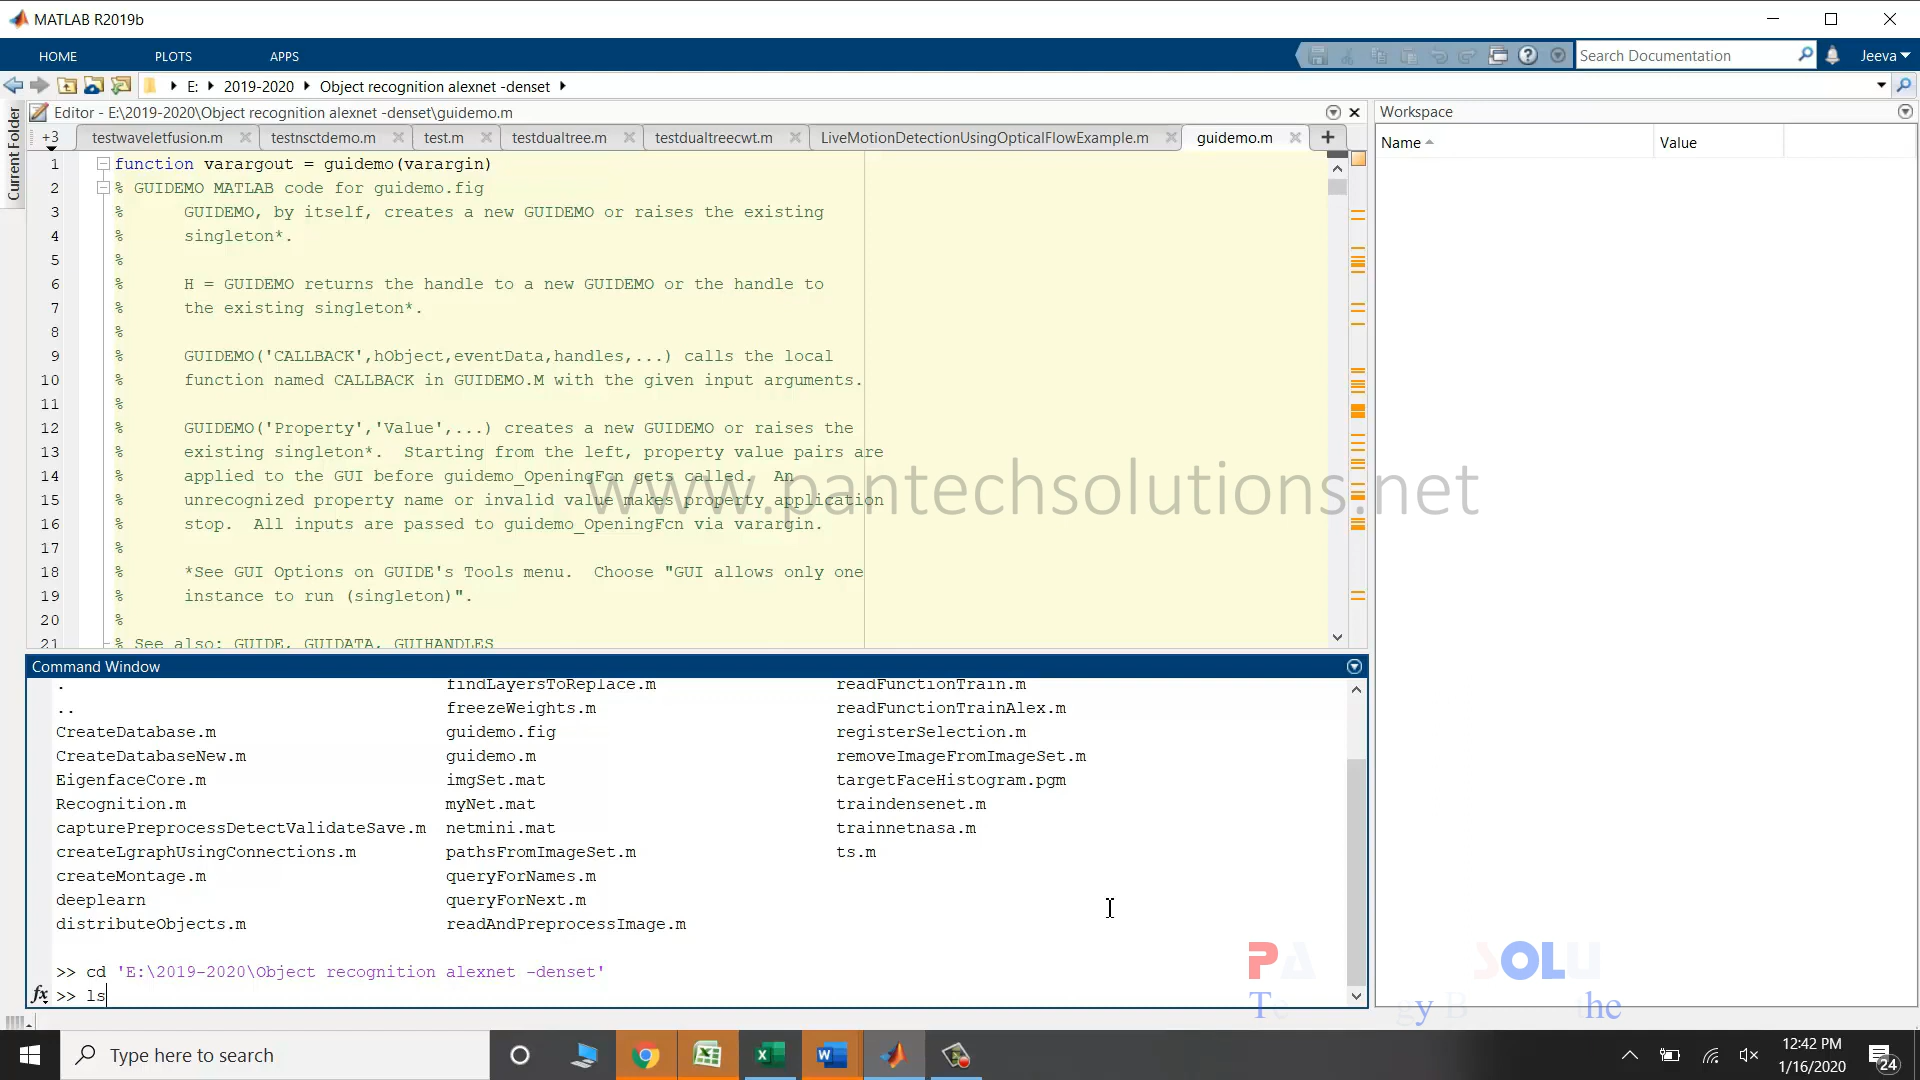 MATLAB R2019b
HOME PLOTS APPS
Search Documentation
Jeeva
E: 2019-2020 Object recognition alexnet -denset
Current Folder
Editor - E:\2019-2020\Object recognition alexnet -denset\guidemo.m
+3 testwaveletfusion.m testnsctdemo.m test.m testdualtree.m testdualtreecwt.m LiveMotionDetectionUsingOpticalFlowExample.m guidemo.m
1 function varargout = guidemo(varargin)
2 % GUIDEMO MATLAB code for guidemo.fig
3 % GUIDEMO, by itself, creates a new GUIDEMO or raises the existing
4 % singleton*.
5 %
6 % H = GUIDEMO returns the handle to a new GUIDEMO or the handle to
7 % the existing singleton*.
8 %
9 % GUIDEMO('CALLBACK',hObject,eventData,handles,...) calls the local
10 % function named CALLBACK in GUIDEMO.M with the given input arguments.
11 %
12 % GUIDEMO('Property','Value',...) creates a new GUIDEMO or raises the
13 % existing singleton*. Starting from the left, property value pairs are
14 % applied to the GUI before guidemo_OpeningFcn gets called. An
15 % unrecognized property name or invalid value makes property application
16 % stop. All inputs are passed to guidemo_OpeningFcn via varargin.
17 %
18 % *See GUI Options on GUIDE's Tools menu. Choose "GUI allows only one
19 % instance to run (singleton)".
20 %
21 % See also: GUIDE, GUIDATA, GUIHANDLES
www.pantechsolutions.net
Workspace
Name Value
Command Window
. findLayersToReplace.m readFunctionTrain.m
.. freezeWeights.m readFunctionTrainAlex.m
CreateDatabase.m guidemo.fig registerSelection.m
CreateDatabaseNew.m guidemo.m removeImageFromImageSet.m
EigenfaceCore.m imgSet.mat targetFaceHistogram.pgm
Recognition.m myNet.mat traindensenet.m
capturePreprocessDetectValidateSave.m netmini.mat trainnetnasa.m
createLgraphUsingConnections.m pathsFromImageSet.m ts.m
createMontage.m queryForNames.m
deeplearn queryForNext.m
distributeObjects.m readAndPreprocessImage.m
>> cd 'E:\2019-2020\Object recognition alexnet -denset'
fx >> ls
PA SOLU
Te gy B the
Type here to search
12:42 PM
1/16/2020
24